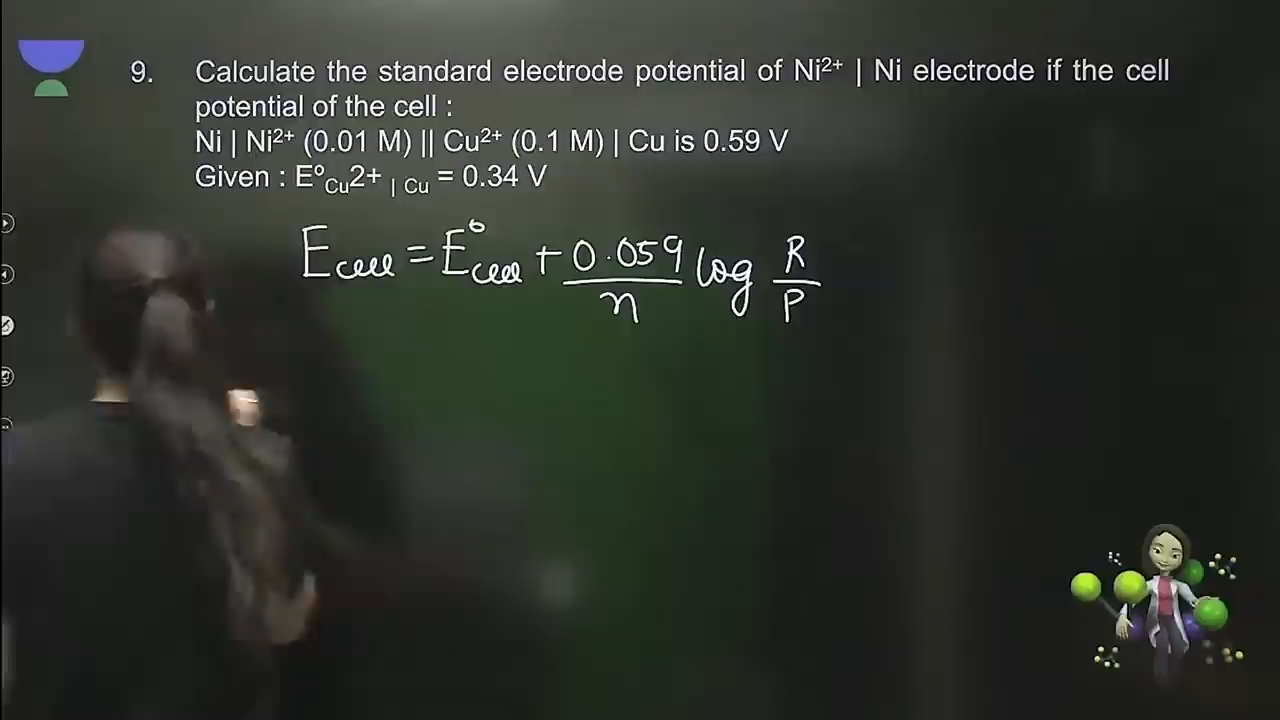 9. Calculate the standard electrode potential of Ni²⁺ | Ni electrode if the cell
potential of the cell :
Ni | Ni²⁺ (0.01 M) || Cu²⁺ (0.1 M) | Cu is 0.59 V
Given : E°Cu2+ | Cu = 0.34 V
Ecell = E°cell + 0.059/n log R/P